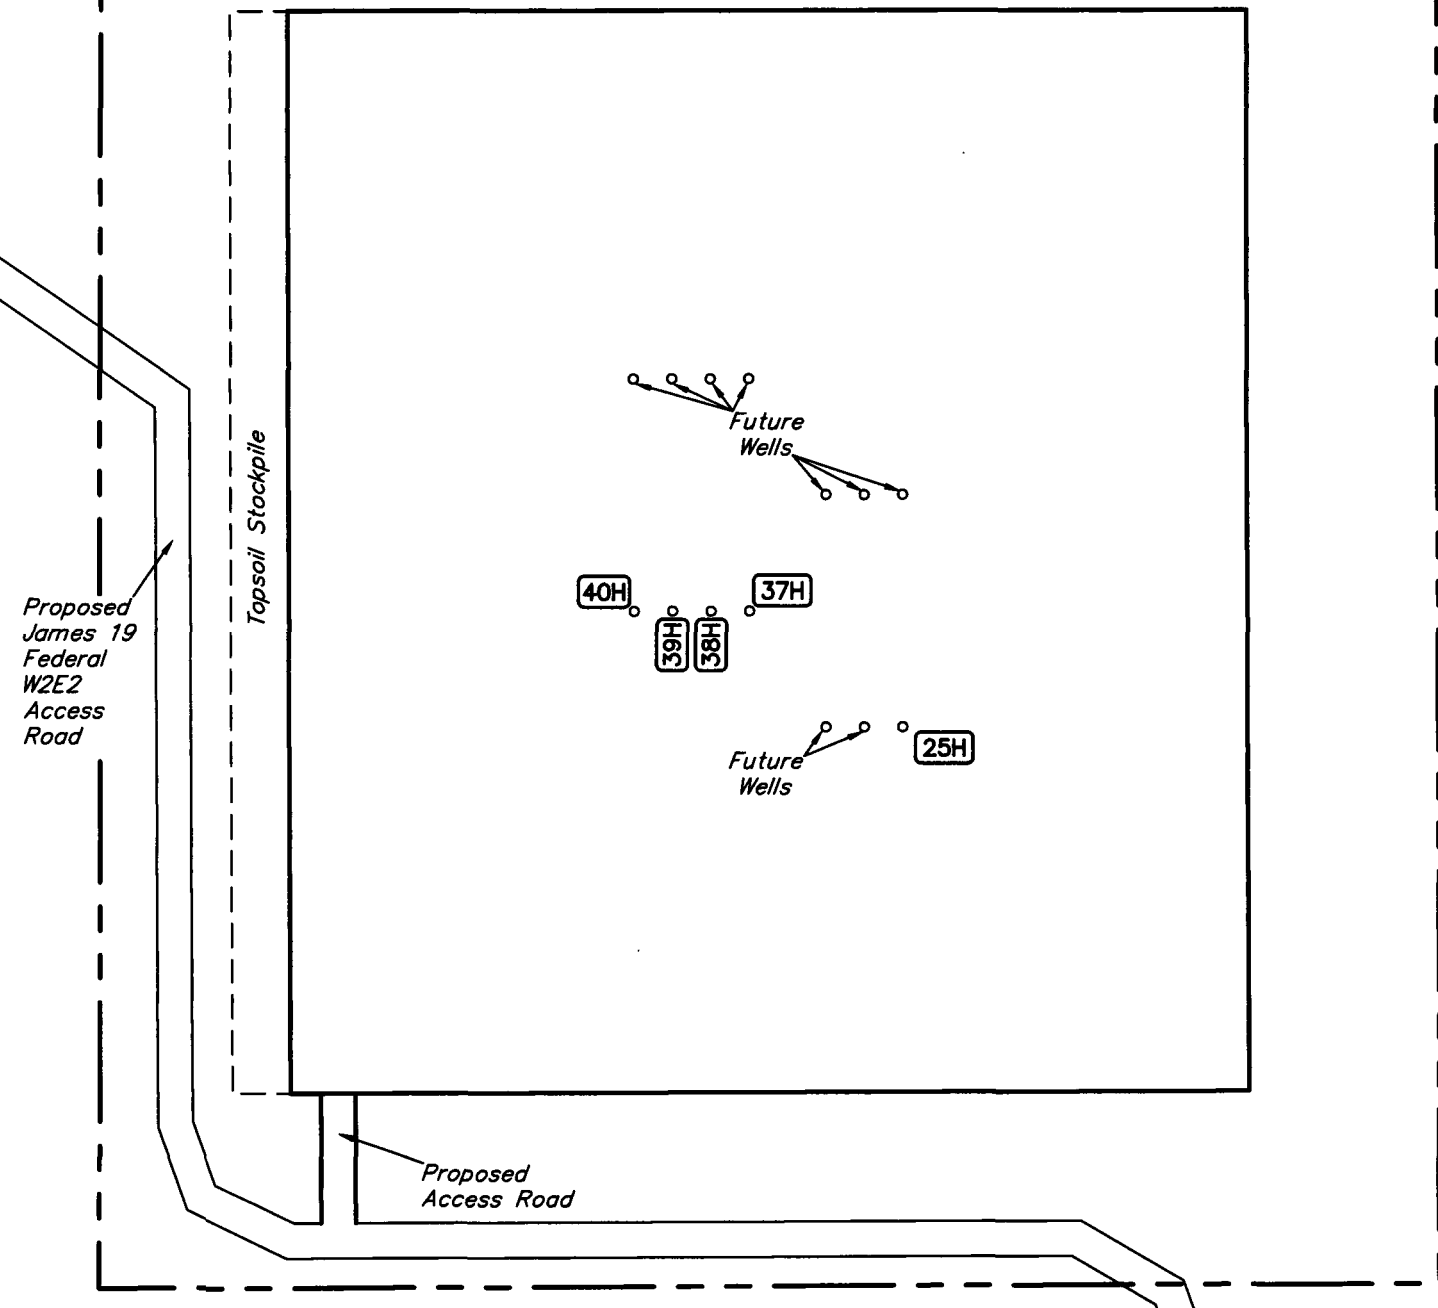 Future
Wells
Topsoil Stockpile
40H
37H
39H
38H
Proposed
James 19
Federal
W2E2
Access
Road
25H
Future
Wells
Proposed
Access Road